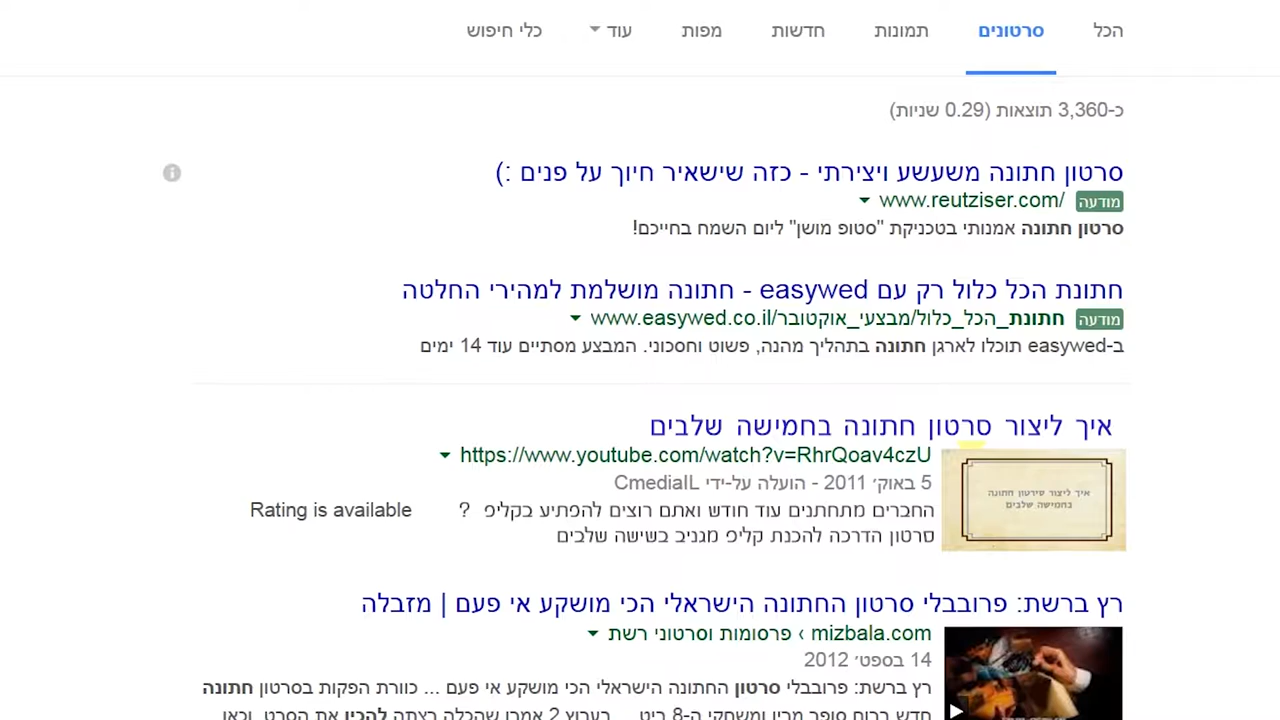 הכל סרטונים תמונות חדשות מפות עוד כלי חיפוש
כ-3,360 תוצאות (0.29 שניות)
סרטון חתונה משעשע ויצירתי - כזה שישאיר חיוך על פנים :)
מודעה www.reutziser.com/
סרטון חתונה אמנותי בטכניקת "סטופ מושן" ליום השמח בחייכם!
חתונת הכל כלול רק עם easywed - חתונה מושלמת למהירי החלטה
מודעה www.easywed.co.il/חתונת_הכל_כלול/מבצעי_אוקטובר
ב-easywed תוכלו לארגן חתונה בתהליך מהנה, פשוט וחסכוני. המבצע מסתיים עוד 14 ימים
איך ליצור סרטון חתונה בחמישה שלבים
https://www.youtube.com/watch?v=RhrQoav4czU
5 באוק׳ 2011 - הועלה על-ידי CmediaIL
החברים מתחתנים עוד חודש ואתם רוצים להפתיע בקליפ ?
סרטון הדרכה להכנת קליפ מגניב בשישה שלבים
Rating is available
איך ליצור סירטון חתונה
בחמישה שלבים
רץ ברשת: פרובבלי סרטון החתונה הישראלי הכי מושקע אי פעם | מזבלה
mizbala.com › פרסומות וסרטוני רשת
14 בספט׳ 2012
רץ ברשת: פרובבלי סרטון החתונה הישראלי הכי מושקע אי פעם ... כוורת הפקות בסרטון חתונה